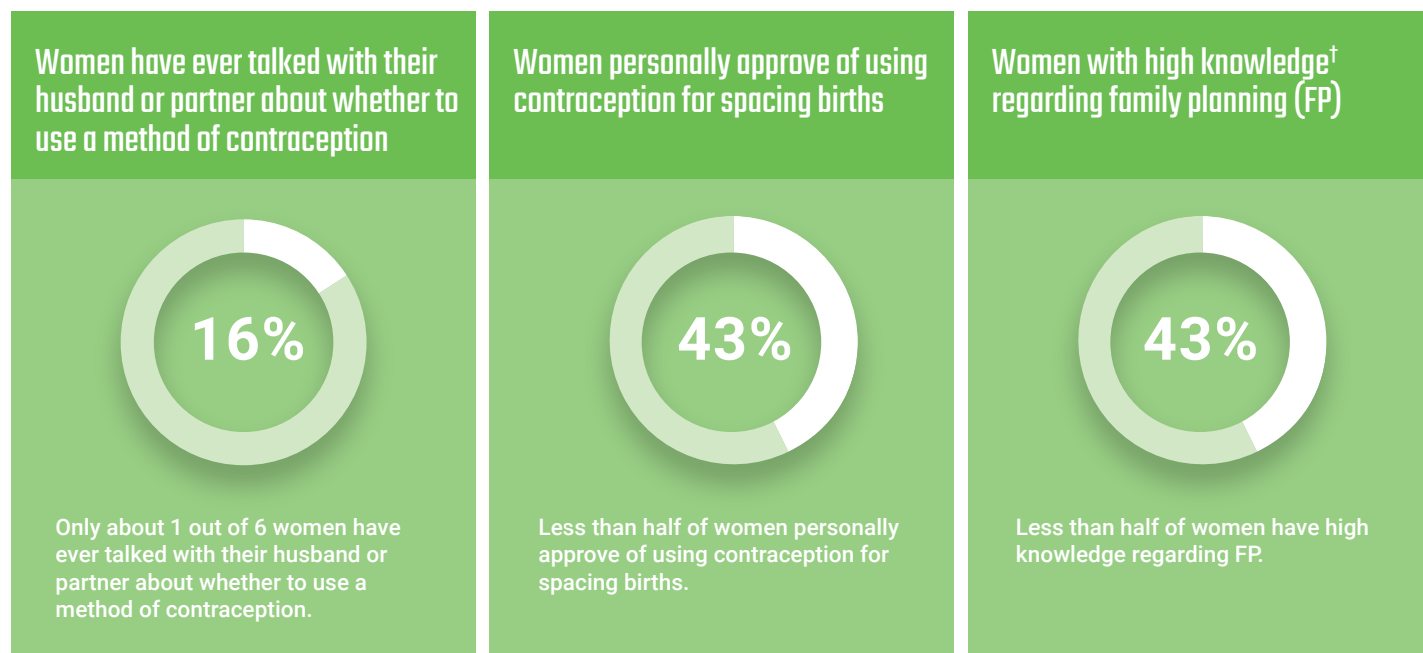 Women have ever talked with their
husband or partner about whether to
use a method of contraception
16%
Only about 1 out of 6 women have
ever talked with their husband or
partner about whether to use a
method of contraception.
Women personally approve of using
contraception for spacing births
43%
Less than half of women personally
approve of using contraception for
spacing births.
Women with high knowledge†
regarding family planning (FP)
43%
Less than half of women have high
knowledge regarding FP.